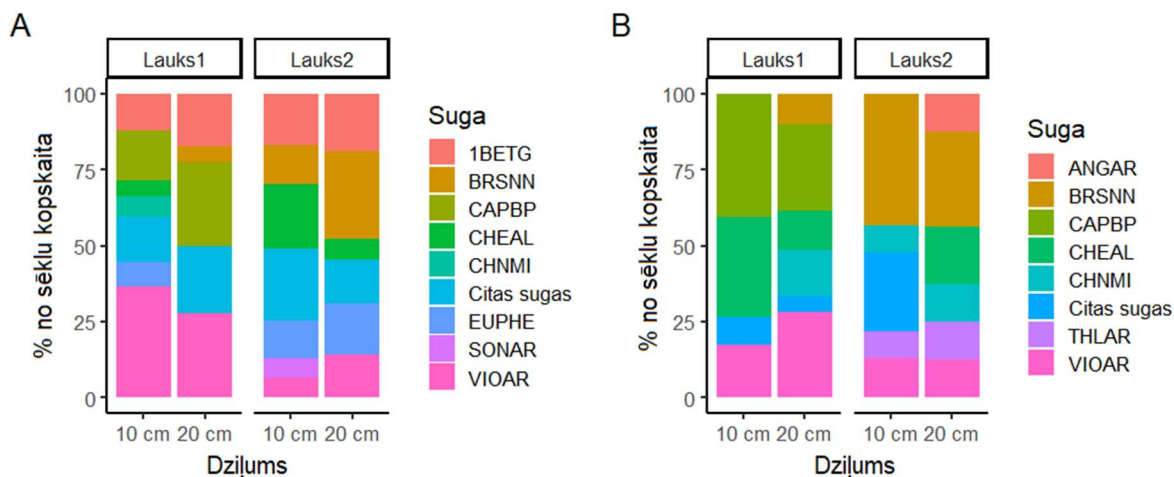 A
Lauks1 Lauks2
% no sēklu kopskaita
100
75
50
25
0
10 cm 20 cm 10 cm 20 cm
Dziļums
Suga
1BETG
BRSNN
CAPBP
CHEAL
CHNMI
Citas sugas
EUPHE
SONAR
VIOAR
B
Lauks1 Lauks2
% no sēklu kopskaita
100
75
50
25
0
10 cm 20 cm 10 cm 20 cm
Dziļums
Suga
ANGAR
BRSNN
CAPBP
CHEAL
CHNMI
Citas sugas
THLAR
VIOAR